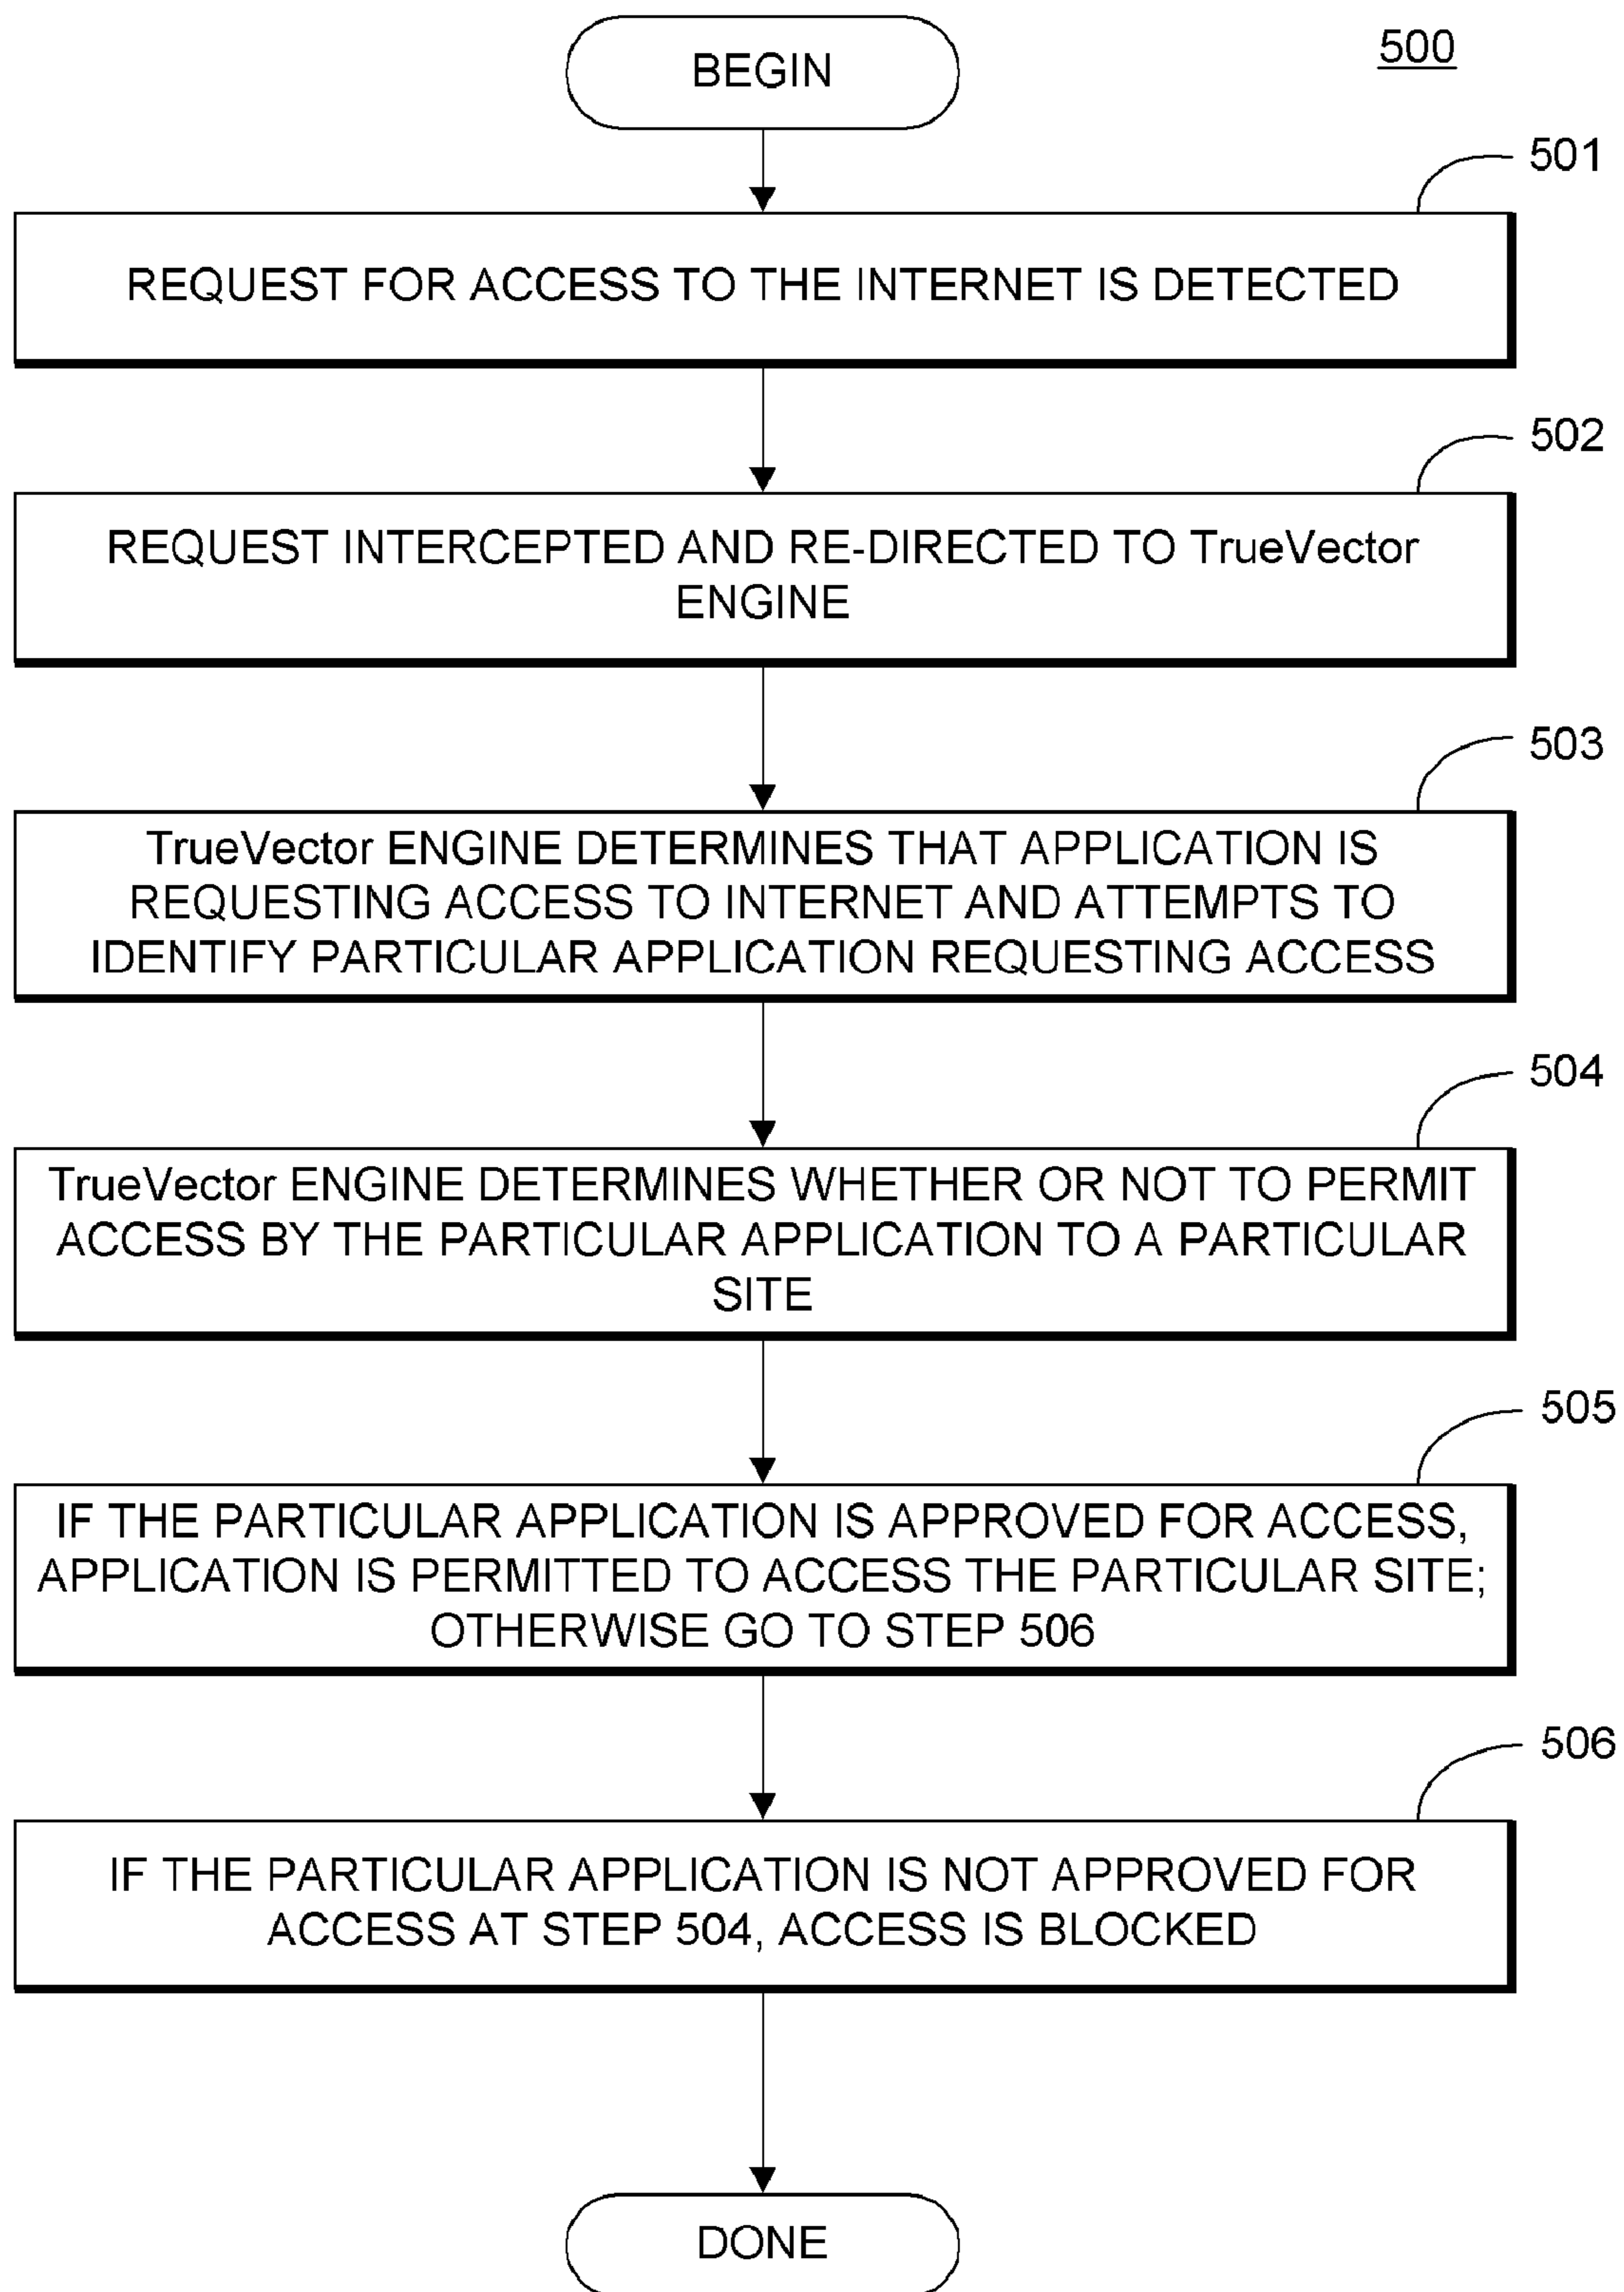 BEGIN
500
501
REQUEST FOR ACCESS TO THE INTERNET IS DETECTED
502
REQUEST INTERCEPTED AND RE-DIRECTED TO TrueVector
ENGINE
503
TrueVector ENGINE DETERMINES THAT APPLICATION IS
REQUESTING ACCESS TO INTERNET AND ATTEMPTS TO
IDENTIFY PARTICULAR APPLICATION REQUESTING ACCESS
504
TrueVector ENGINE DETERMINES WHETHER OR NOT TO PERMIT
ACCESS BY THE PARTICULAR APPLICATION TO A PARTICULAR
SITE
505
IF THE PARTICULAR APPLICATION IS APPROVED FOR ACCESS,
APPLICATION IS PERMITTED TO ACCESS THE PARTICULAR SITE;
OTHERWISE GO TO STEP 506
506
IF THE PARTICULAR APPLICATION IS NOT APPROVED FOR
ACCESS AT STEP 504, ACCESS IS BLOCKED
DONE